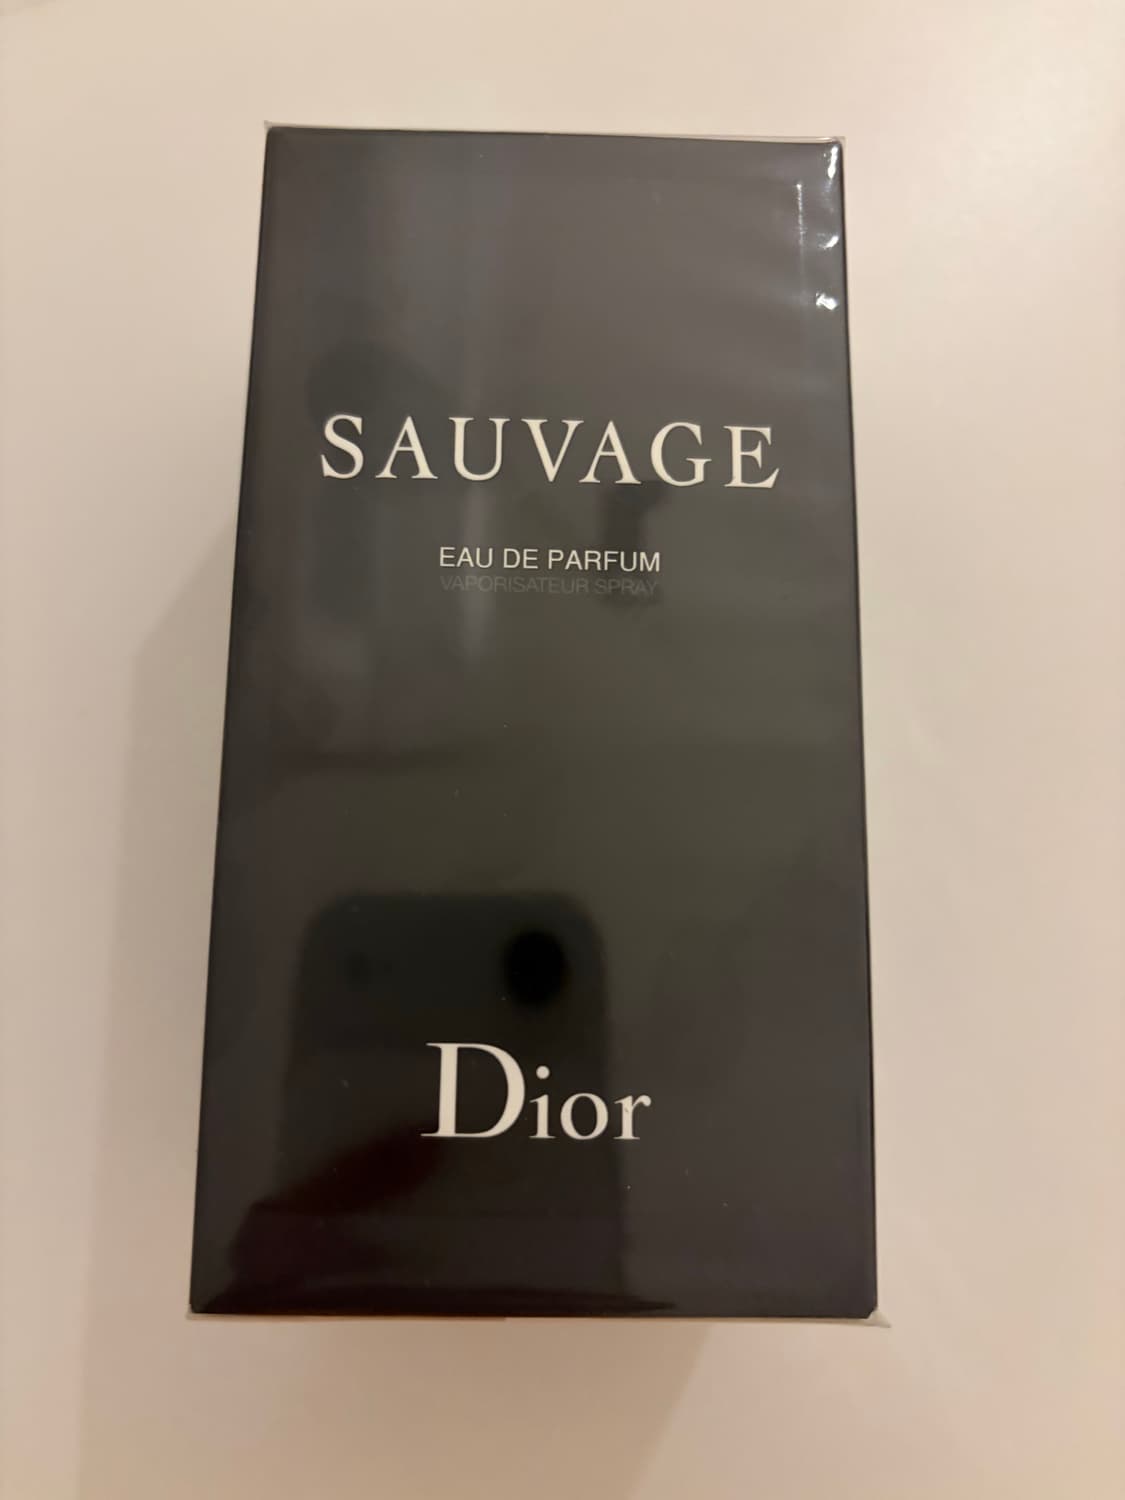 SAUVAGE
EAU DE PARFUM
VAPORISATEUR SPRAY
Dior